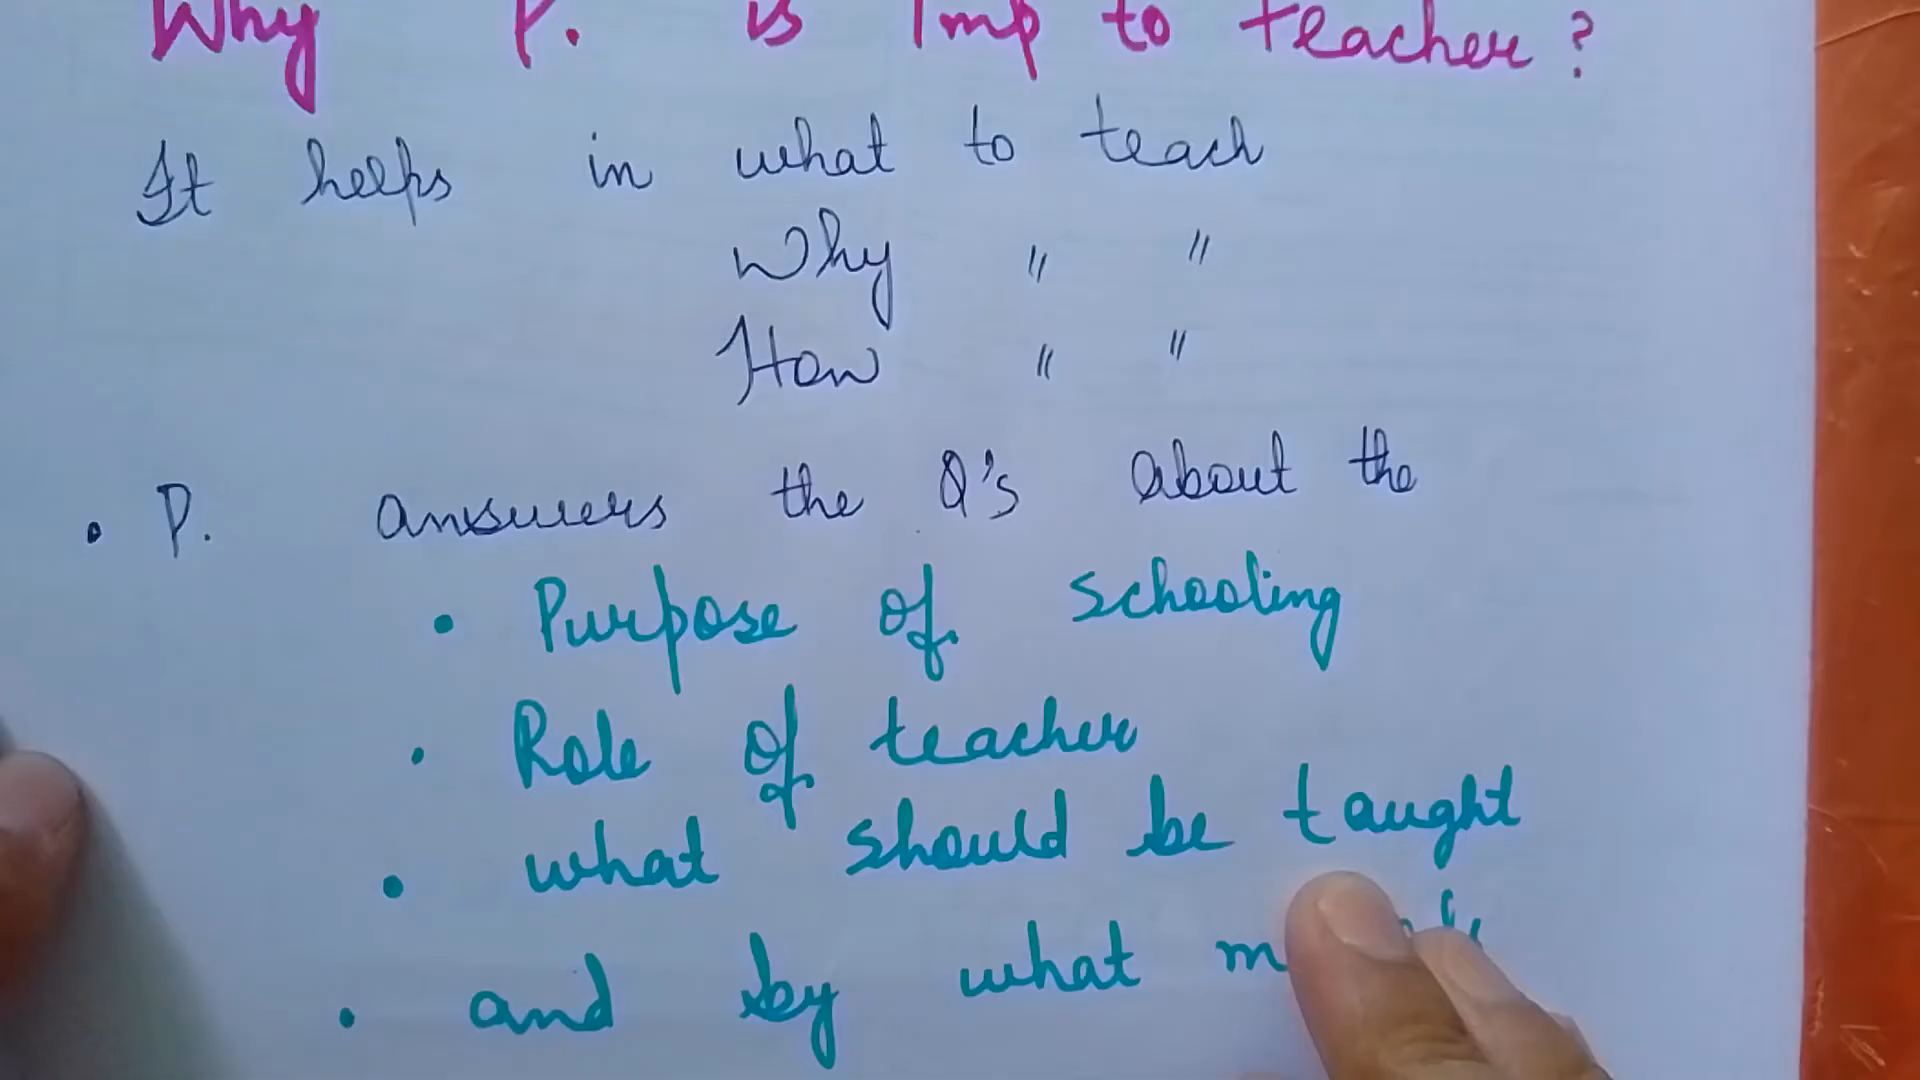 Why P. is Imp to teacher?
It helps in what to teach
Why " "
How " "
• P. answers the Q's about the
• Purpose of schooling
• Role of teacher
• what should be taught
• and by what